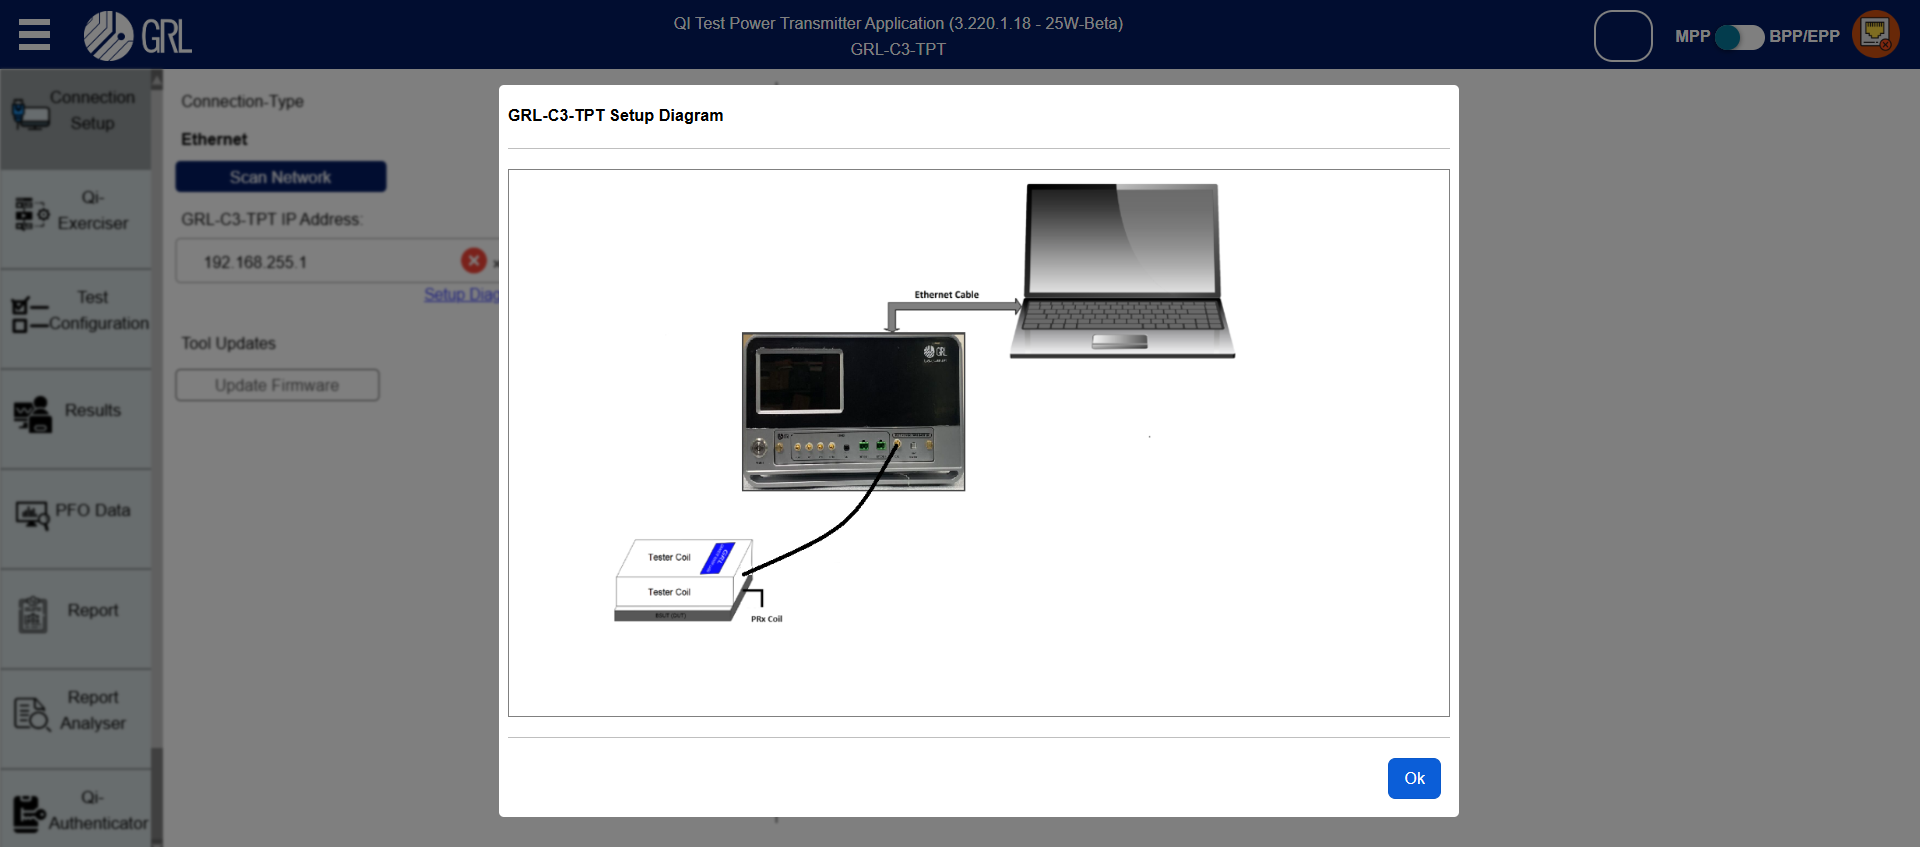 GRL
QI Test Power Transmitter Application (3.220.1.18 - 25W-Beta)
GRL-C3-TPT
MPP
BPP/EPP
Connection
Setup
Qi-
Exerciser
Test
Configuration
Results
PFO Data
Report
Report
Analyser
Qi-
Authenticator
Connection-Type
Ethernet
Scan Network
GRL-C3-TPT IP Address:
192.168.255.1
Setup Diag
Tool Updates
Update Firmware
GRL-C3-TPT Setup Diagram
Ethernet Cable
GRL
Tester Coil
GRL
Tester Coil
PRx Coil
Ok